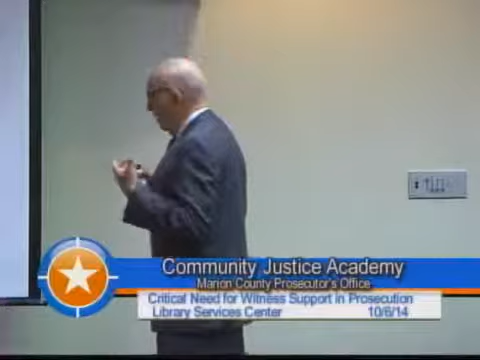 Community Justice Academy
Marion County Prosecutor's Office
Critical Need for Witness Support in Prosecution
Library Services Center 10/6/14